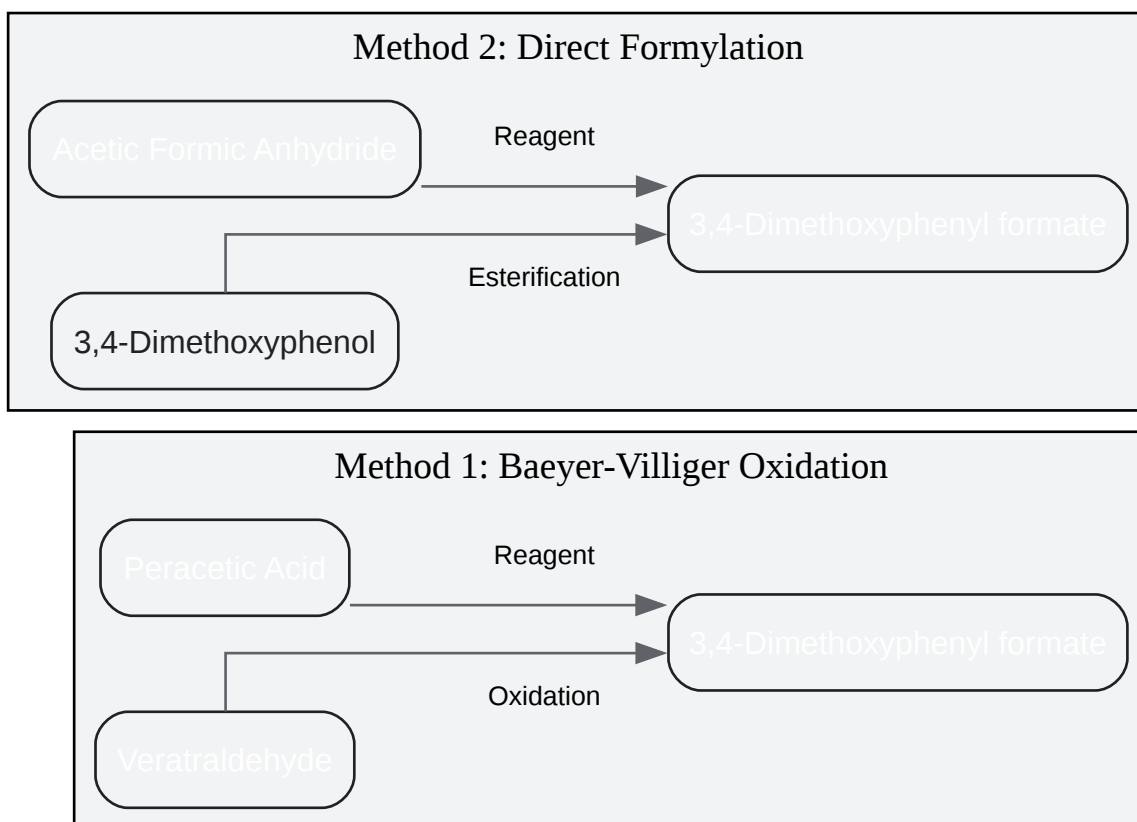 Method 2: Direct Formylation
Acetic Formic Anhydride
Reagent
3,4-Dimethoxyphenyl formate
Esterification
3,4-Dimethoxyphenol
Method 1: Baeyer-Villiger Oxidation
Peracetic Acid
Reagent
3,4-Dimethoxyphenyl formate
Oxidation
Veratraldehyde